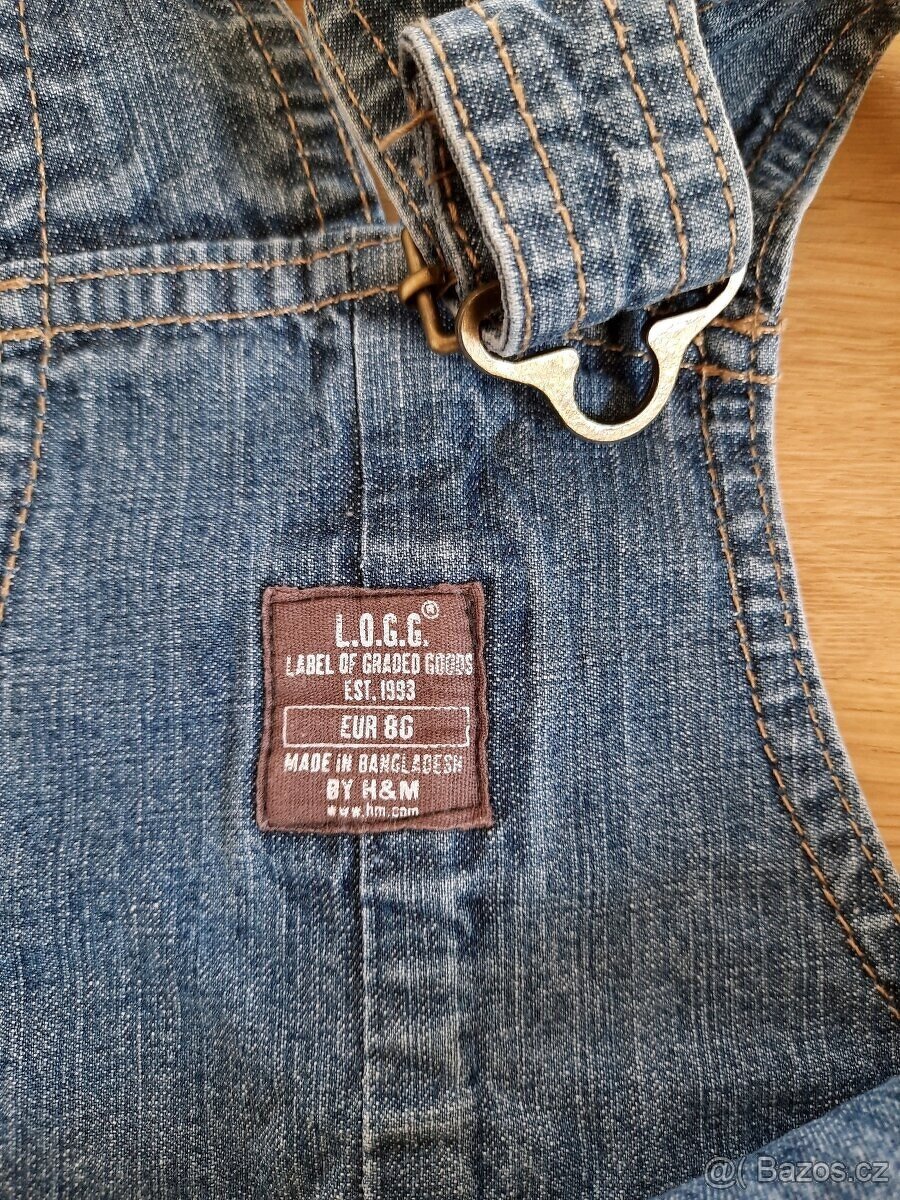 L.O.G.G.®
LABEL OF GRADED GOODS
EST. 1993
EUR 86
MADE IN BANGLADESH
BY H&M
www.hm.com
@( Bazos.cz